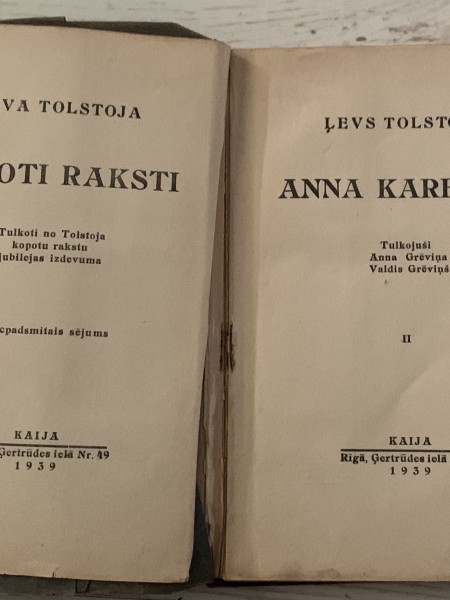 VA TOLSTOJA
OTI RAKSTI
Tulkoti no Tolstoja
kopotu rakstu
jubilejas izdevuma
cpadsmitais sējums
KAIJA
Ģertrūdes ielā Nr. 49
1939
ĻEVS TOLSTO
ANNA KARE
Tulkojuši
Anna Grēviņa
Valdis Grēviņš
II
KAIJA
Rīgā, Ģertrūdes ielā
1939